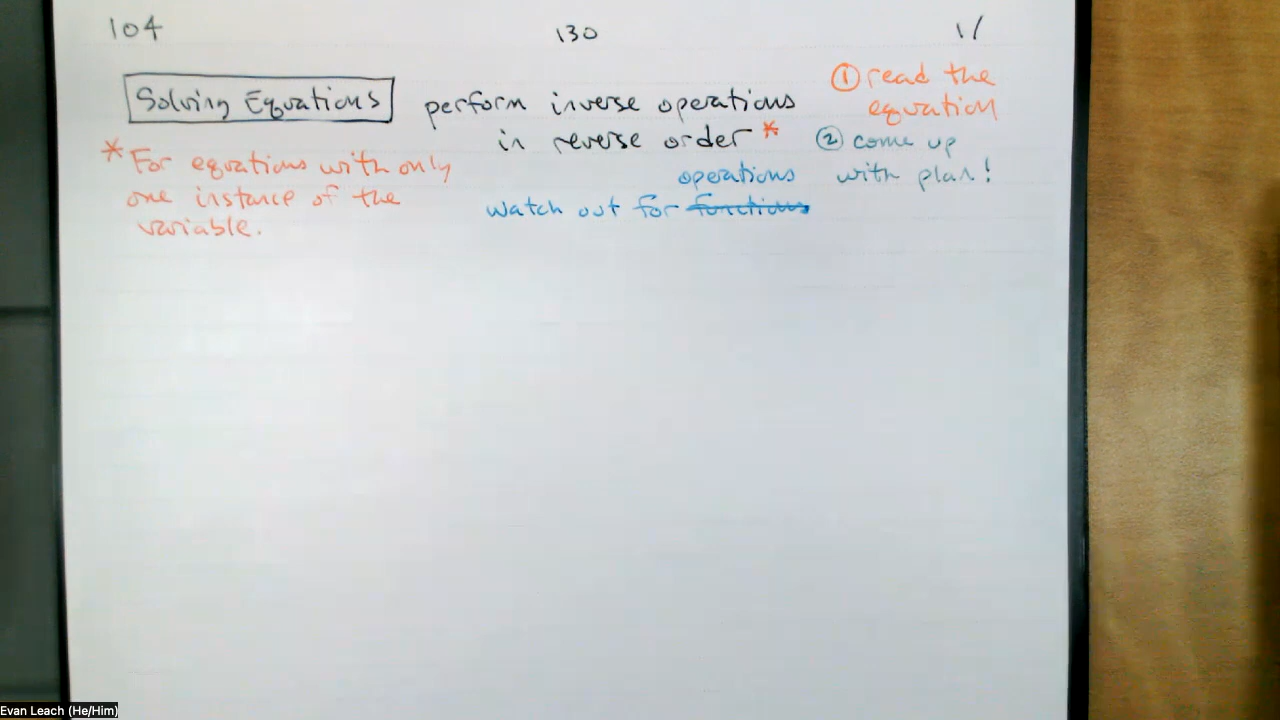 104
130
1/
Solving Equations
perform inverse operations
in reverse order *
* For equations with only
one instance of the
variable.
operations
watch out for functions
① read the
equation
② come up
with plan!
Evan Leach (He/Him)